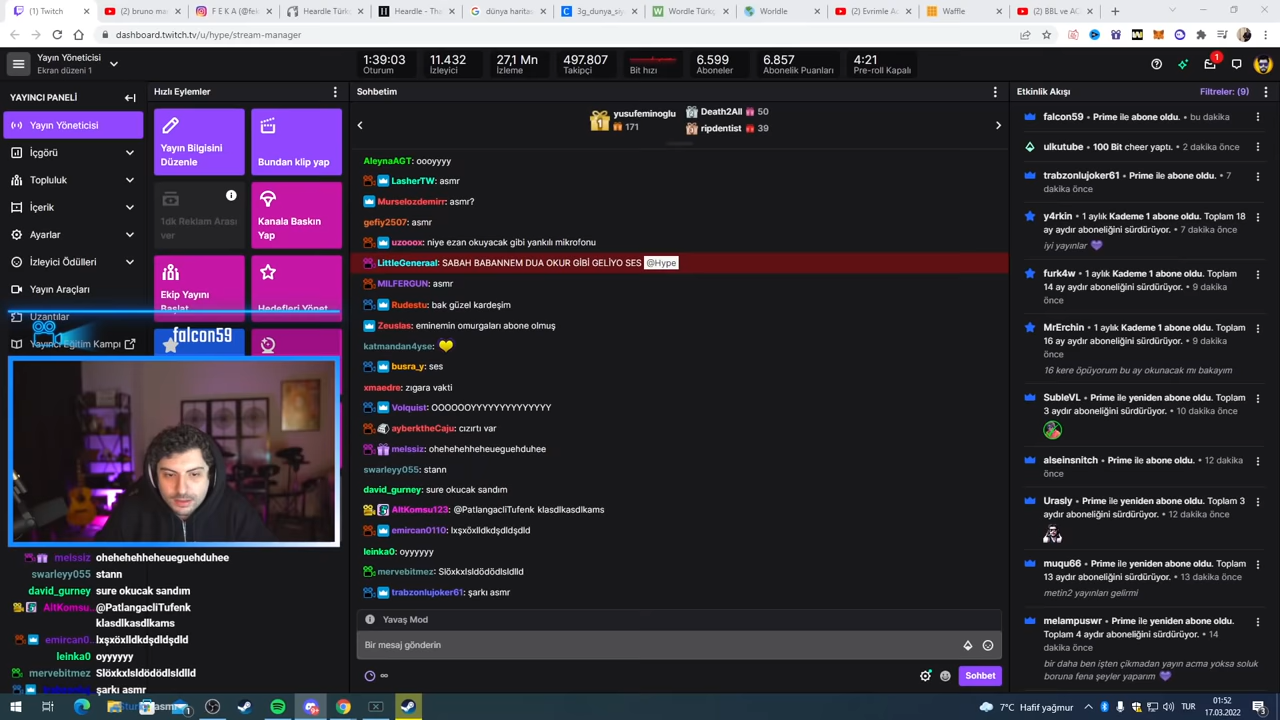 Twitch
bruno ma
F E K A (@fek
Heardle Türk
Heardle - The
dünya haritas
3g_dunya_siy
Wordle Türkç
Worldle
Evrimle A
Waffle
BBL ve AC
dashboard.twitch.tv/u/hype/stream-manager
Yayın Yöneticisi
Ekran düzeni 1
1:39:03
Oturum
11.432
İzleyici
27,1 Mn
İzleme
497.807
Takipçi
Bit hızı
6.599
Aboneler
6.857
Abonelik Puanları
4:21
Pre-roll Kapalı
1
YAYINCI PANELİ
Yayın Yöneticisi
İçgörü
Topluluk
İçerik
Ayarlar
İzleyici Ödülleri
Yayın Araçları
Uzantılar
Yayıncı Eğitim Kampı
Hızlı Eylemler
Yayın Bilgisini
Düzenle
Bundan klip yap
1dk Reklam Arası
ver
Kanala Baskın
Yap
Ekip Yayını
Başlat
Hedefleri Yönet
falcon59
Sohbetim
1
yusufeminoglu
171
Death2All 50
ripdentist 39
AleynaAGT: oooyyyy
LasherTW: asmr
Murselozdemirr: asmr?
gefiy2507: asmr
uzooox: niye ezan okuyacak gibi yankılı mikrofonu
LittleGeneraal: SABAH BABANNEM DUA OKUR GİBİ GELİYO SES @Hype
MILFERGUN: asmr
Rudestu: bak güzel kardeşim
Zeuslas: eminemin omurgaları abone olmuş
katmandan4yse:
busra_y: ses
xmaedre: zıgara vakti
Volquist: OOOOOOYYYYYYYYYYYYYY
ayberktheCaju: cızırtı var
melssiz: ohehehehheheueguehduhee
swarleyy055: stann
david_gurney: sure okucak sandım
AltKomsu123: @PatlangacliTufenk klasdlkasdlkams
emircan0110: lxşxöxlldkdşdlşdld
leinka0: oyyyyyy
mervebitmez: Slöxkxlsldödödlsldlld
trabzonlujoker61: şarkı asmr
Yavaş Mod
Bir mesaj gönderin
Sohbet
Etkinlik Akışı
Filtreler: (9)
falcon59 • Prime ile abone oldu. • bu dakika
ulkutube • 100 Bit cheer yaptı. • 2 dakika önce
trabzonlujoker61 • Prime ile abone oldu. • 7
dakika önce
y4rkin • 1 aylık Kademe 1 abone oldu. Toplam 18
ay aydır aboneliğini sürdürüyor. • 7 dakika önce
iyi yayınlar
furk4w • 1 aylık Kademe 1 abone oldu. Toplam
14 ay aydır aboneliğini sürdürüyor. • 9 dakika
önce
MrErchin • 1 aylık Kademe 1 abone oldu. Toplam
16 ay aydır aboneliğini sürdürüyor. • 9 dakika
önce
16 kere öpüyorum bu ay okunacak mı bakayım
SubleVL • Prime ile yeniden abone oldu. Toplam
3 aydır aboneliğini sürdürüyor. • 10 dakika önce
alseinsnitch • Prime ile abone oldu. • 12 dakika
önce
Urasly • Prime ile yeniden abone oldu. Toplam 3
aydır aboneliğini sürdürüyor. • 12 dakika önce
muqu66 • Prime ile yeniden abone oldu. Toplam
13 aydır aboneliğini sürdürüyor. • 13 dakika önce
metin2 yayınları gelirmi
melampuswr • Prime ile yeniden abone oldu.
Toplam 4 aydır aboneliğini sürdürüyor. • 14
dakika önce
bir daha ben işten çikmadan yayın acma yoksa soluk
boruna fena şeyler yaparım
melssiz ohehehehheheueguehduhee
swarleyy055 stann
david_gurney sure okucak sandım
AltKomsu.. @PatlangacliTufenk
klasdlkasdlkams
emircan0.. lxşxöxlldkdşdlşdld
leinka0 oyyyyyy
mervebitmez Slöxkxlsldödödlsldlld
şarkı asmr
7°C Hafif yağmur
TUR
01:52
17.03.2022
3